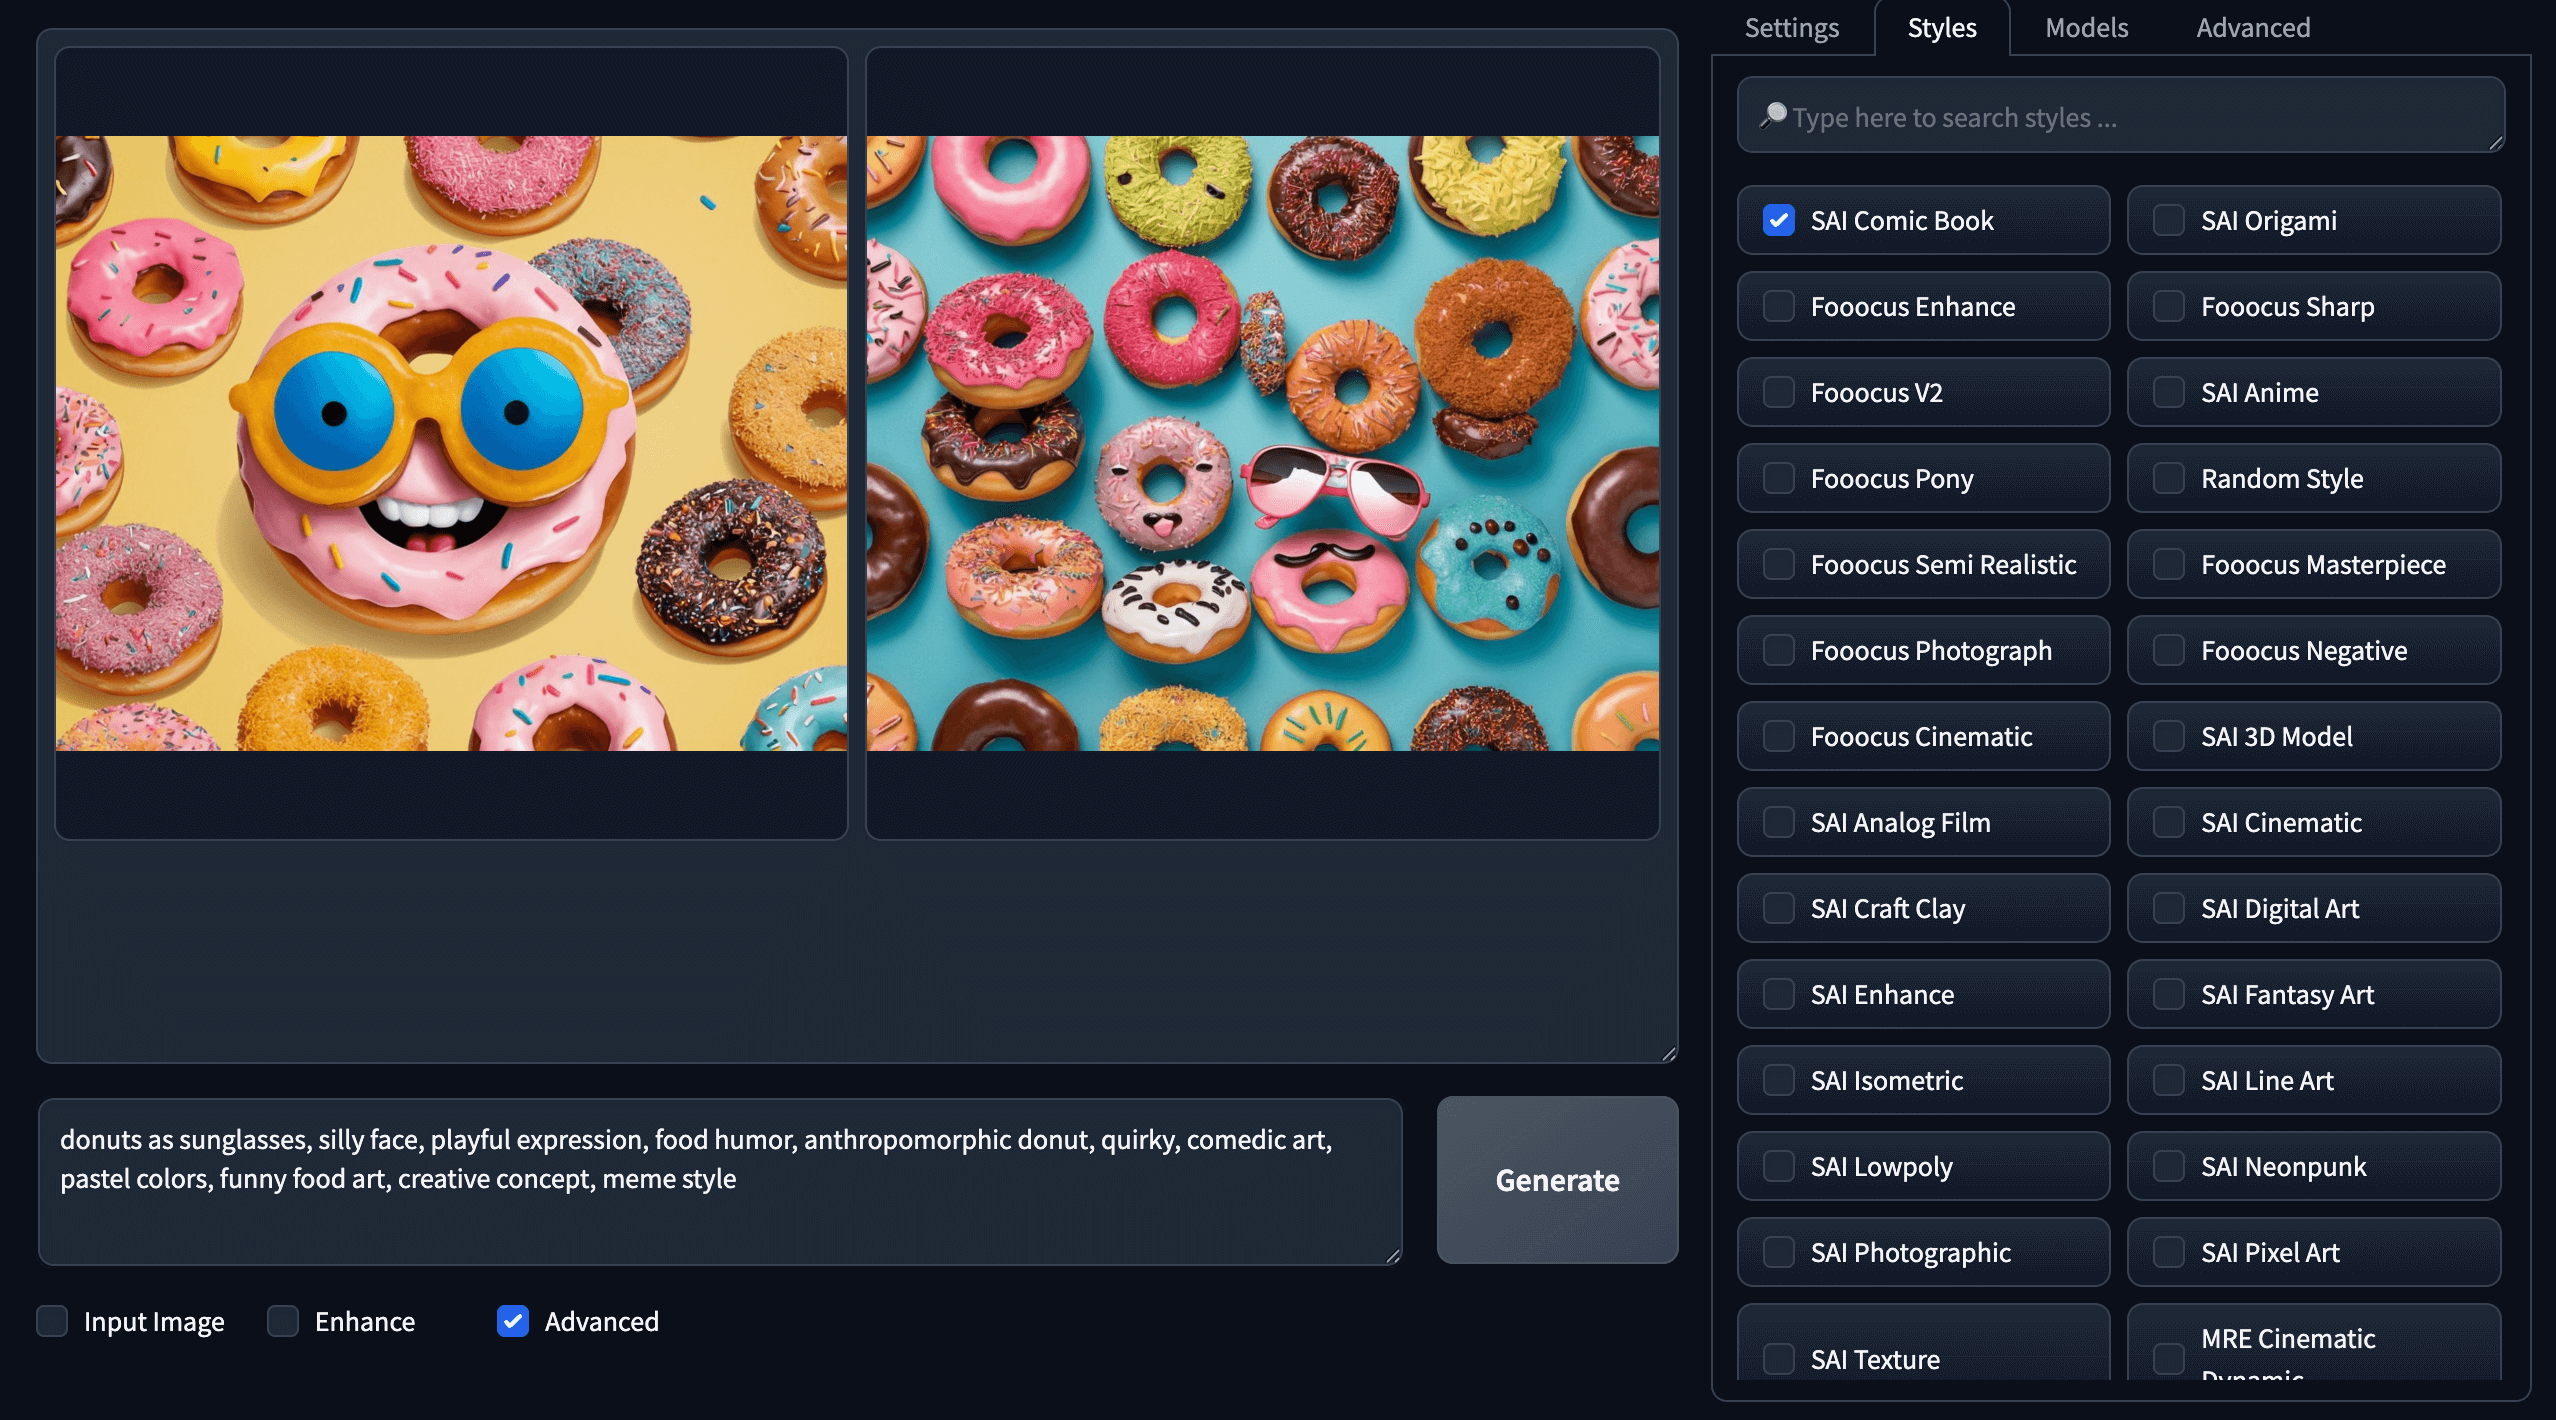 Settings
Styles
Models
Advanced
Type here to search styles ...
SAI Comic Book
SAI Origami
Fooocus Enhance
Fooocus Sharp
Fooocus V2
SAI Anime
Fooocus Pony
Random Style
Fooocus Semi Realistic
Fooocus Masterpiece
Fooocus Photograph
Fooocus Negative
Fooocus Cinematic
SAI 3D Model
SAI Analog Film
SAI Cinematic
SAI Craft Clay
SAI Digital Art
SAI Enhance
SAI Fantasy Art
SAI Isometric
SAI Line Art
SAI Lowpoly
SAI Neonpunk
SAI Photographic
SAI Pixel Art
SAI Texture
MRE Cinematic
Dynamic
donuts as sunglasses, silly face, playful expression, food humor, anthropomorphic donut, quirky, comedic art,
pastel colors, funny food art, creative concept, meme style
Generate
Input Image
Enhance
Advanced